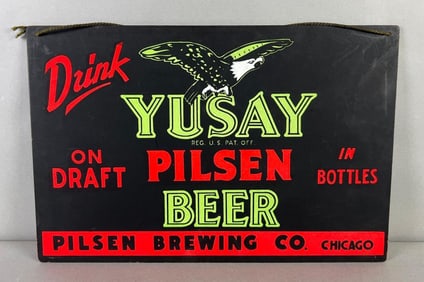 Drink
YUSAY
REG. U.S. PAT. OFF.
ON DRAFT PILSEN IN BOTTLES
BEER
PILSEN BREWING CO. CHICAGO